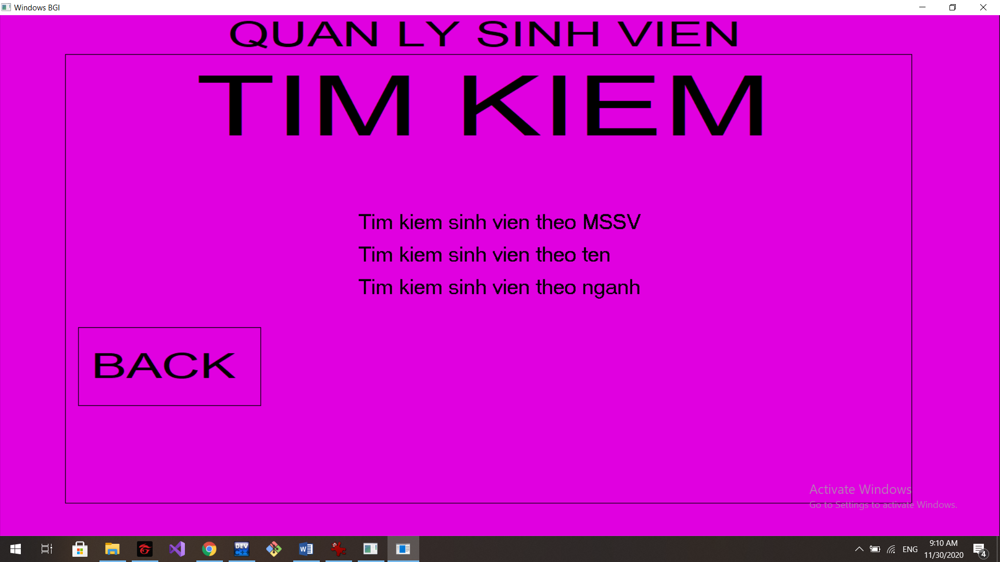 Windows BGI
QUAN LY SINH VIEN
TIM KIEM
Tim kiem sinh vien theo MSSV
Tim kiem sinh vien theo ten
Tim kiem sinh vien theo nganh
BACK
Activate Windows
Go to Settings to activate Windows.
DEV
C++
W
ENG
9:10 AM
11/30/2020
4